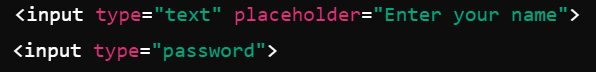 <input type="text" placeholder="Enter your name">
<input type="password">